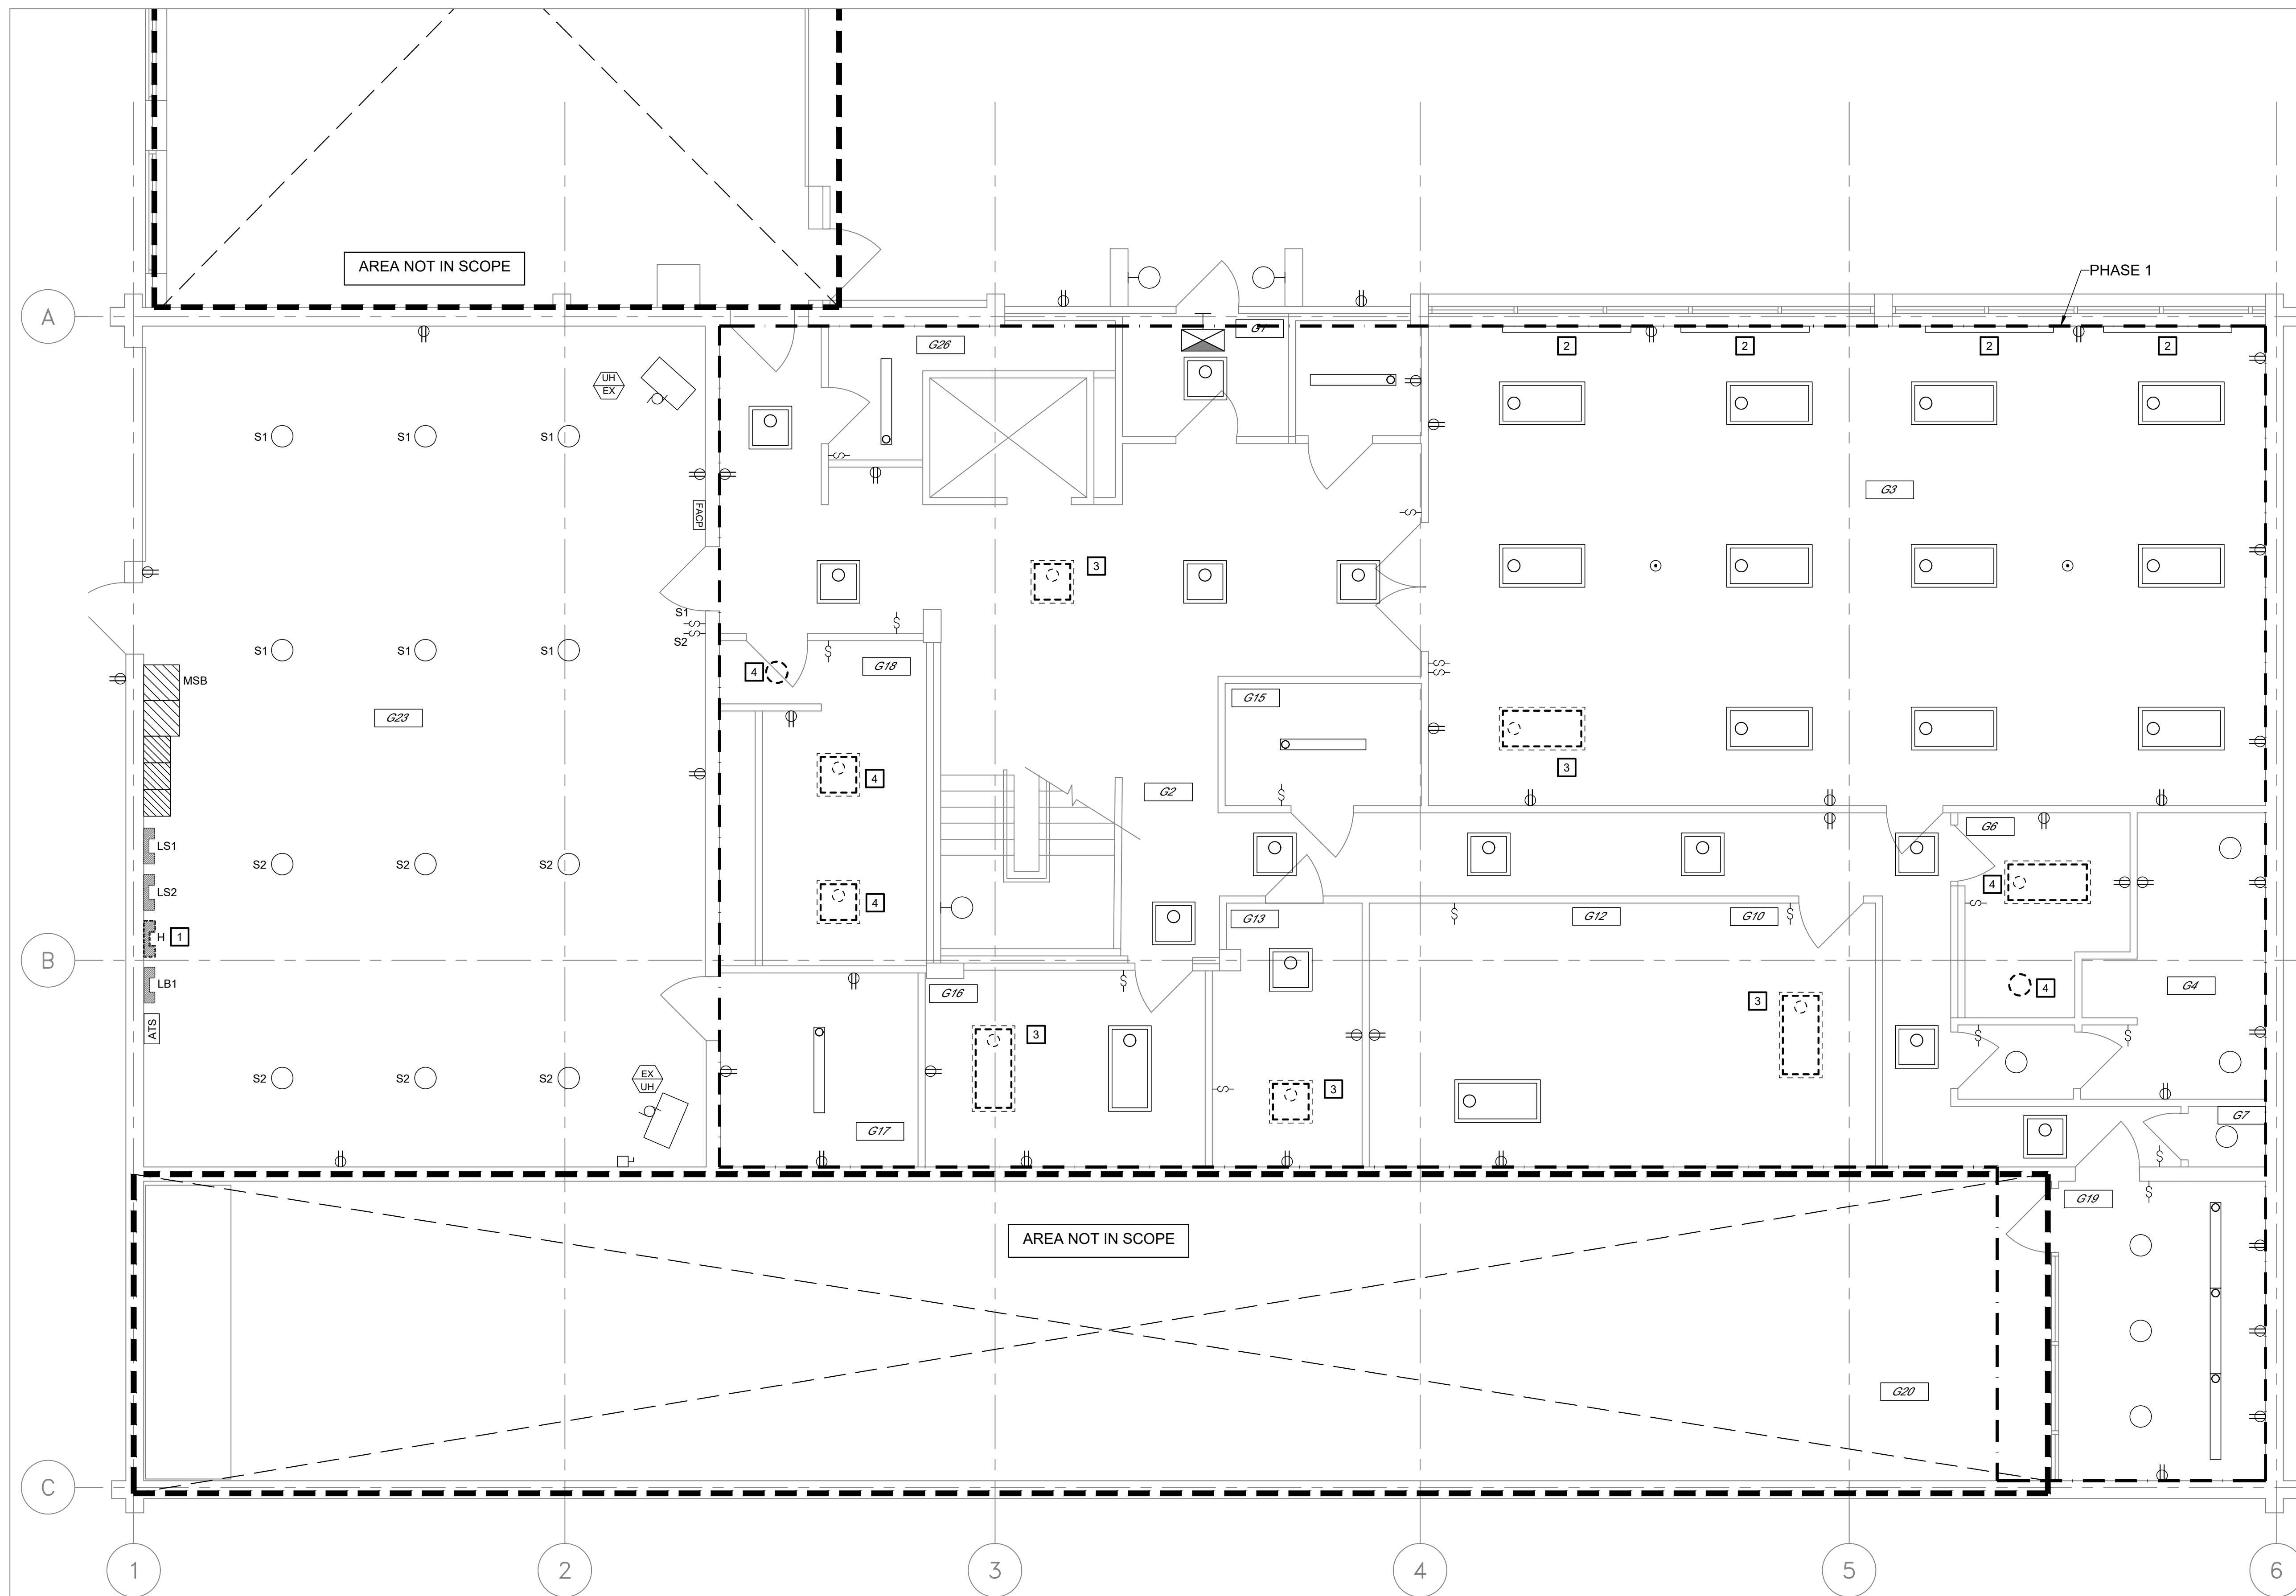 AREA NOT IN SCOPE
PHASE 1
A
G1
G26
2
2
2
2
UH
EX
S1
S1
S1
G3
FACP
3
S1
S2
S1
S1
S1
4
G18
MSB
G15
G23
3
4
G2
G6
LS1
S2
S2
S2
LS2
4
4
G13
G12
G10
H
1
B
LB1
G16
3
4
G4
ATS
3
S2
S2
S2
EX
UH
3
G17
G7
G19
AREA NOT IN SCOPE
G20
C
1
2
3
4
5
6